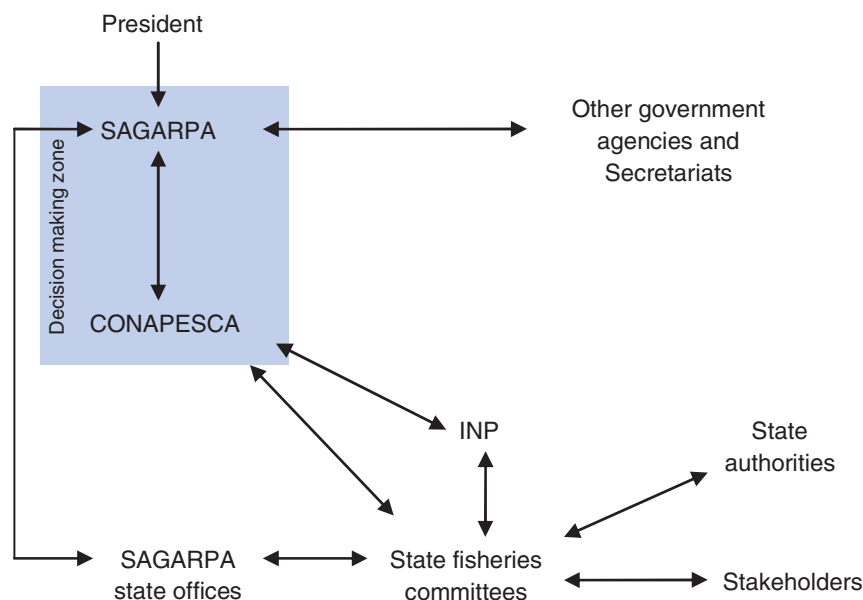 President
SAGARPA
Other government
agencies and
Secretariats
Decision making zone
CONAPESCA
INP
State
authorities
SAGARPA
state offices
State fisheries
committees
Stakeholders